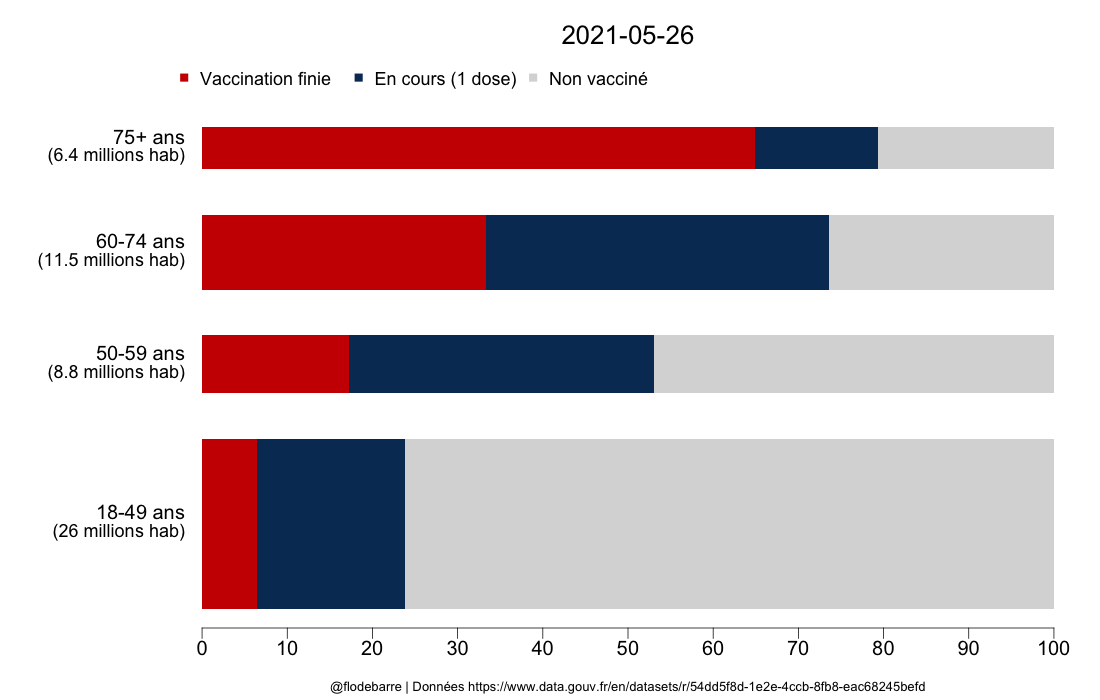 2021-05-26
Vaccination finie En cours (1 dose) Non vacciné
75+ ans
(6.4 millions hab)
60-74 ans
(11.5 millions hab)
50-59 ans
(8.8 millions hab)
18-49 ans
(26 millions hab)
0 10 20 30 40 50 60 70 80 90 100
@flodebarre | Données https://www.data.gouv.fr/en/datasets/r/54dd5f8d-1e2e-4ccb-8fb8-eac68245befd